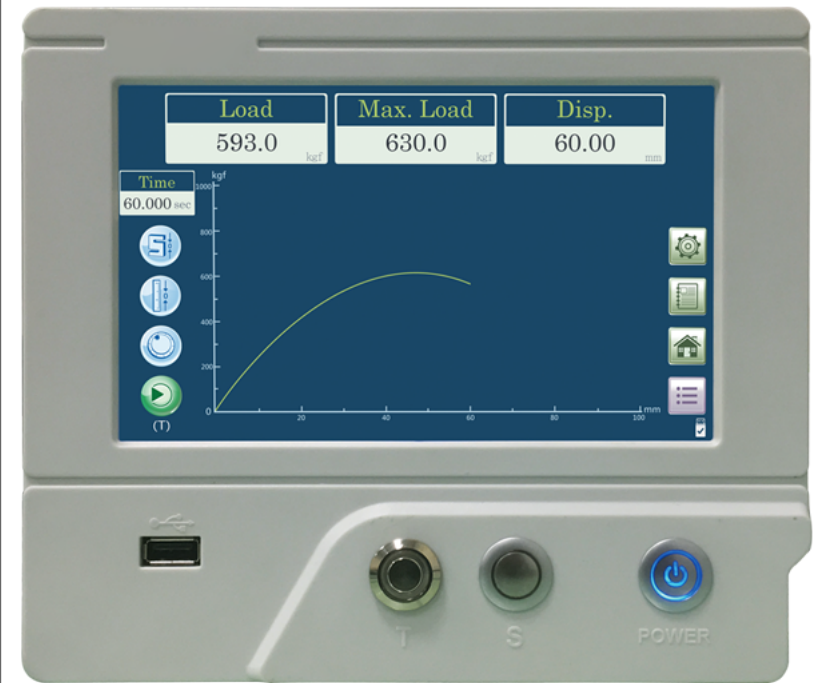 Load
593.0
kgf
Max. Load
630.0
kgf
Disp.
60.00
mm
Time
60.000 sec
kgf
1000
800
600
400
200
0
20
40
60
80
100
mm
(T)
T
S
POWER